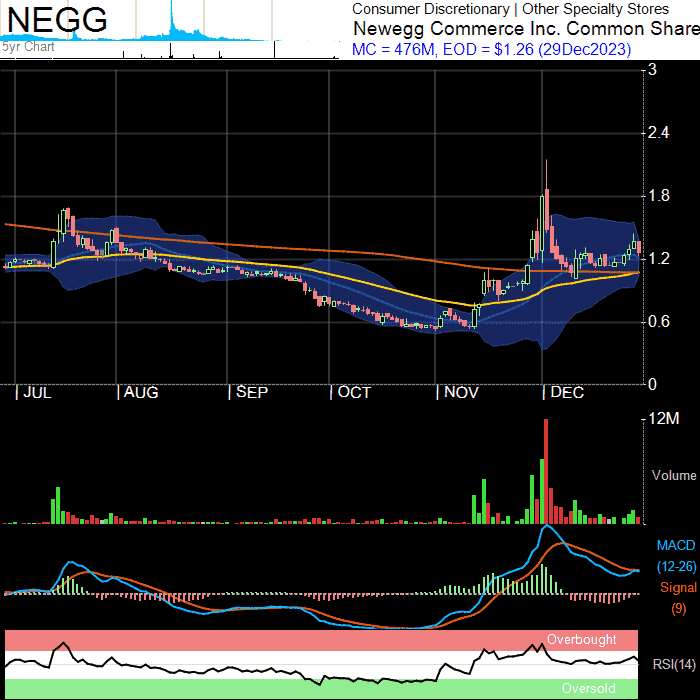 NEGG
5yr Chart
Consumer Discretionary | Other Specialty Stores
Newegg Commerce Inc. Common Share
MC = 476M, EOD = $1.26 (29Dec2023)
3
2.4
1.8
1.2
0.6
0
JUL AUG SEP OCT NOV DEC
12M
Volume
MACD
(12-26)
Signal
(9)
Overbought
RSI(14)
Oversold